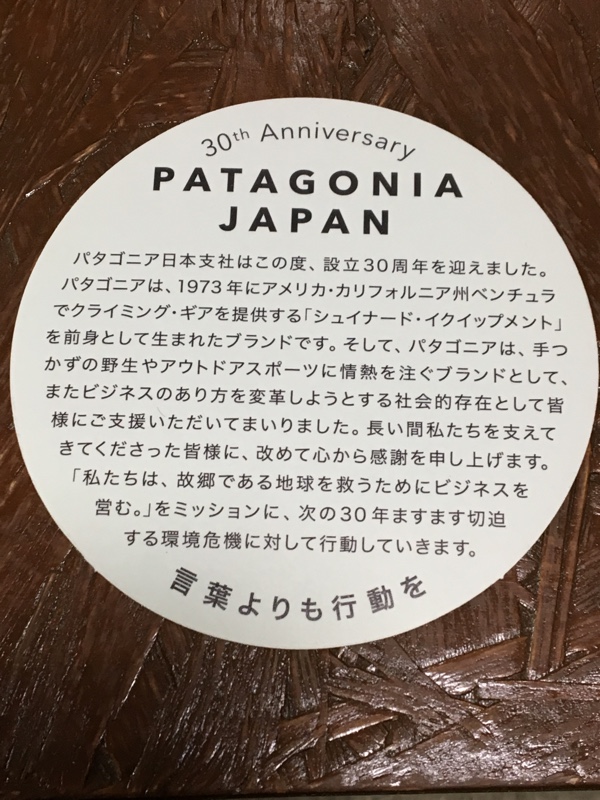 30th Anniversary
PATAGONIA
JAPAN
パタゴニア日本支社はこの度、設立30周年を迎えました。
パタゴニアは、1973年にアメリカ・カリフォルニア州ベンチュラ
でクライミング・ギアを提供する「シュイナード・イクイップメント」
を前身として生まれたブランドです。そして、パタゴニアは、手つ
かずの野生やアウトドアスポーツに情熱を注ぐブランドとして、
またビジネスのあり方を変革しようとする社会的存在として皆
様にご支援いただいてまいりました。長い間私たちを支えて
きてくださった皆様に、改めて心から感謝を申し上げます。
「私たちは、故郷である地球を救うためにビジネスを
営む。」をミッションに、次の30年ますます切迫
する環境危機に対して行動していきます。
言葉よりも行動を